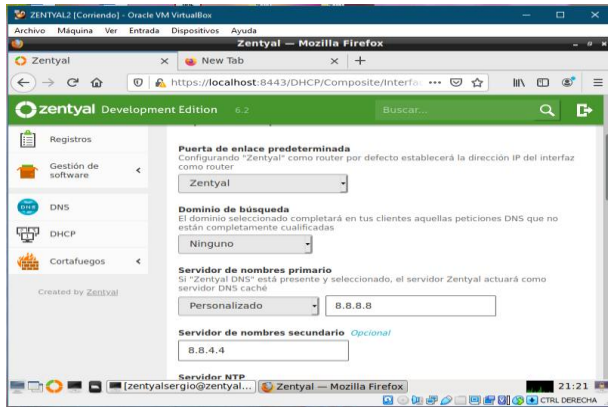 ZENTYAL2 [Corriendo] - Oracle VM VirtualBox
Archivo Máquina Ver Entrada Dispositivos Ayuda
Zentyal — Mozilla Firefox
Zentyal
New Tab
https://localhost:8443/DHCP/Composite/Interfa
zentyal Development Edition 6.2
Buscar...
Registros
Gestión de
software
DNS
DNS
DHCP
Cortafuegos
Created by Zentyal
Puerta de enlace predeterminada
Configurando "Zentyal" como router por defecto establecerá la dirección IP del interfaz
como router
Zentyal
Dominio de búsqueda
El dominio seleccionado completará en tus clientes aquellas peticiones DNS que no
están completamente cualificadas
Ninguno
Servidor de nombres primario
Si "Zentyal DNS" está presente y seleccionado, el servidor Zentyal actuará como
servidor DNS caché
Personalizado 8.8.8.8
Servidor de nombres secundario Opcional
8.8.4.4
Servidor NTP
[zentyalsergio@zentyal... Zentyal — Mozilla Firefox 21:21
CTRL DERECHA